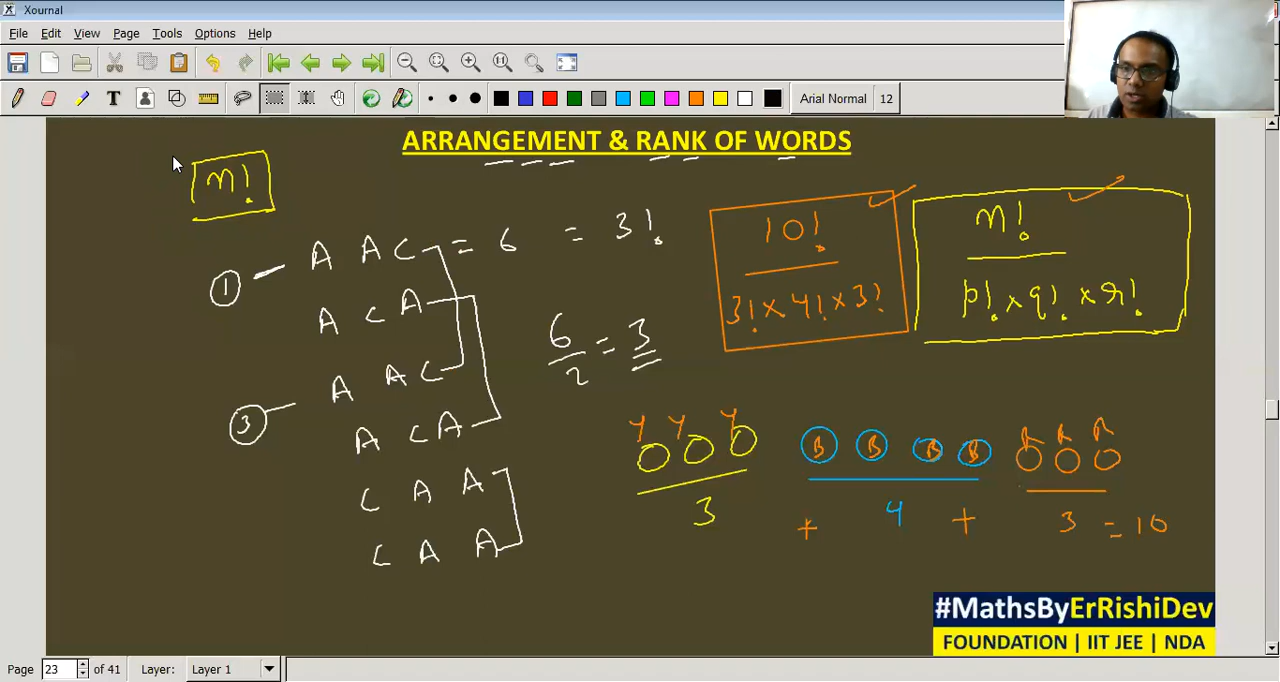 Xournal
File Edit View Page Tools Options Help
Arial Normal 12
ARRANGEMENT & RANK OF WORDS
n!
① A A C = 6 = 3!
A C A
③ A A C
A C A
C A A
C A A
6/2 = 3
10!
3! x 4! x 3!
n!
p! x q! x r!
Y Y Y B B B B R R R
3 + 4 + 3 = 10
#MathsByErRishiDev
FOUNDATION | IIT JEE | NDA
Page 23 of 41 Layer: Layer 1